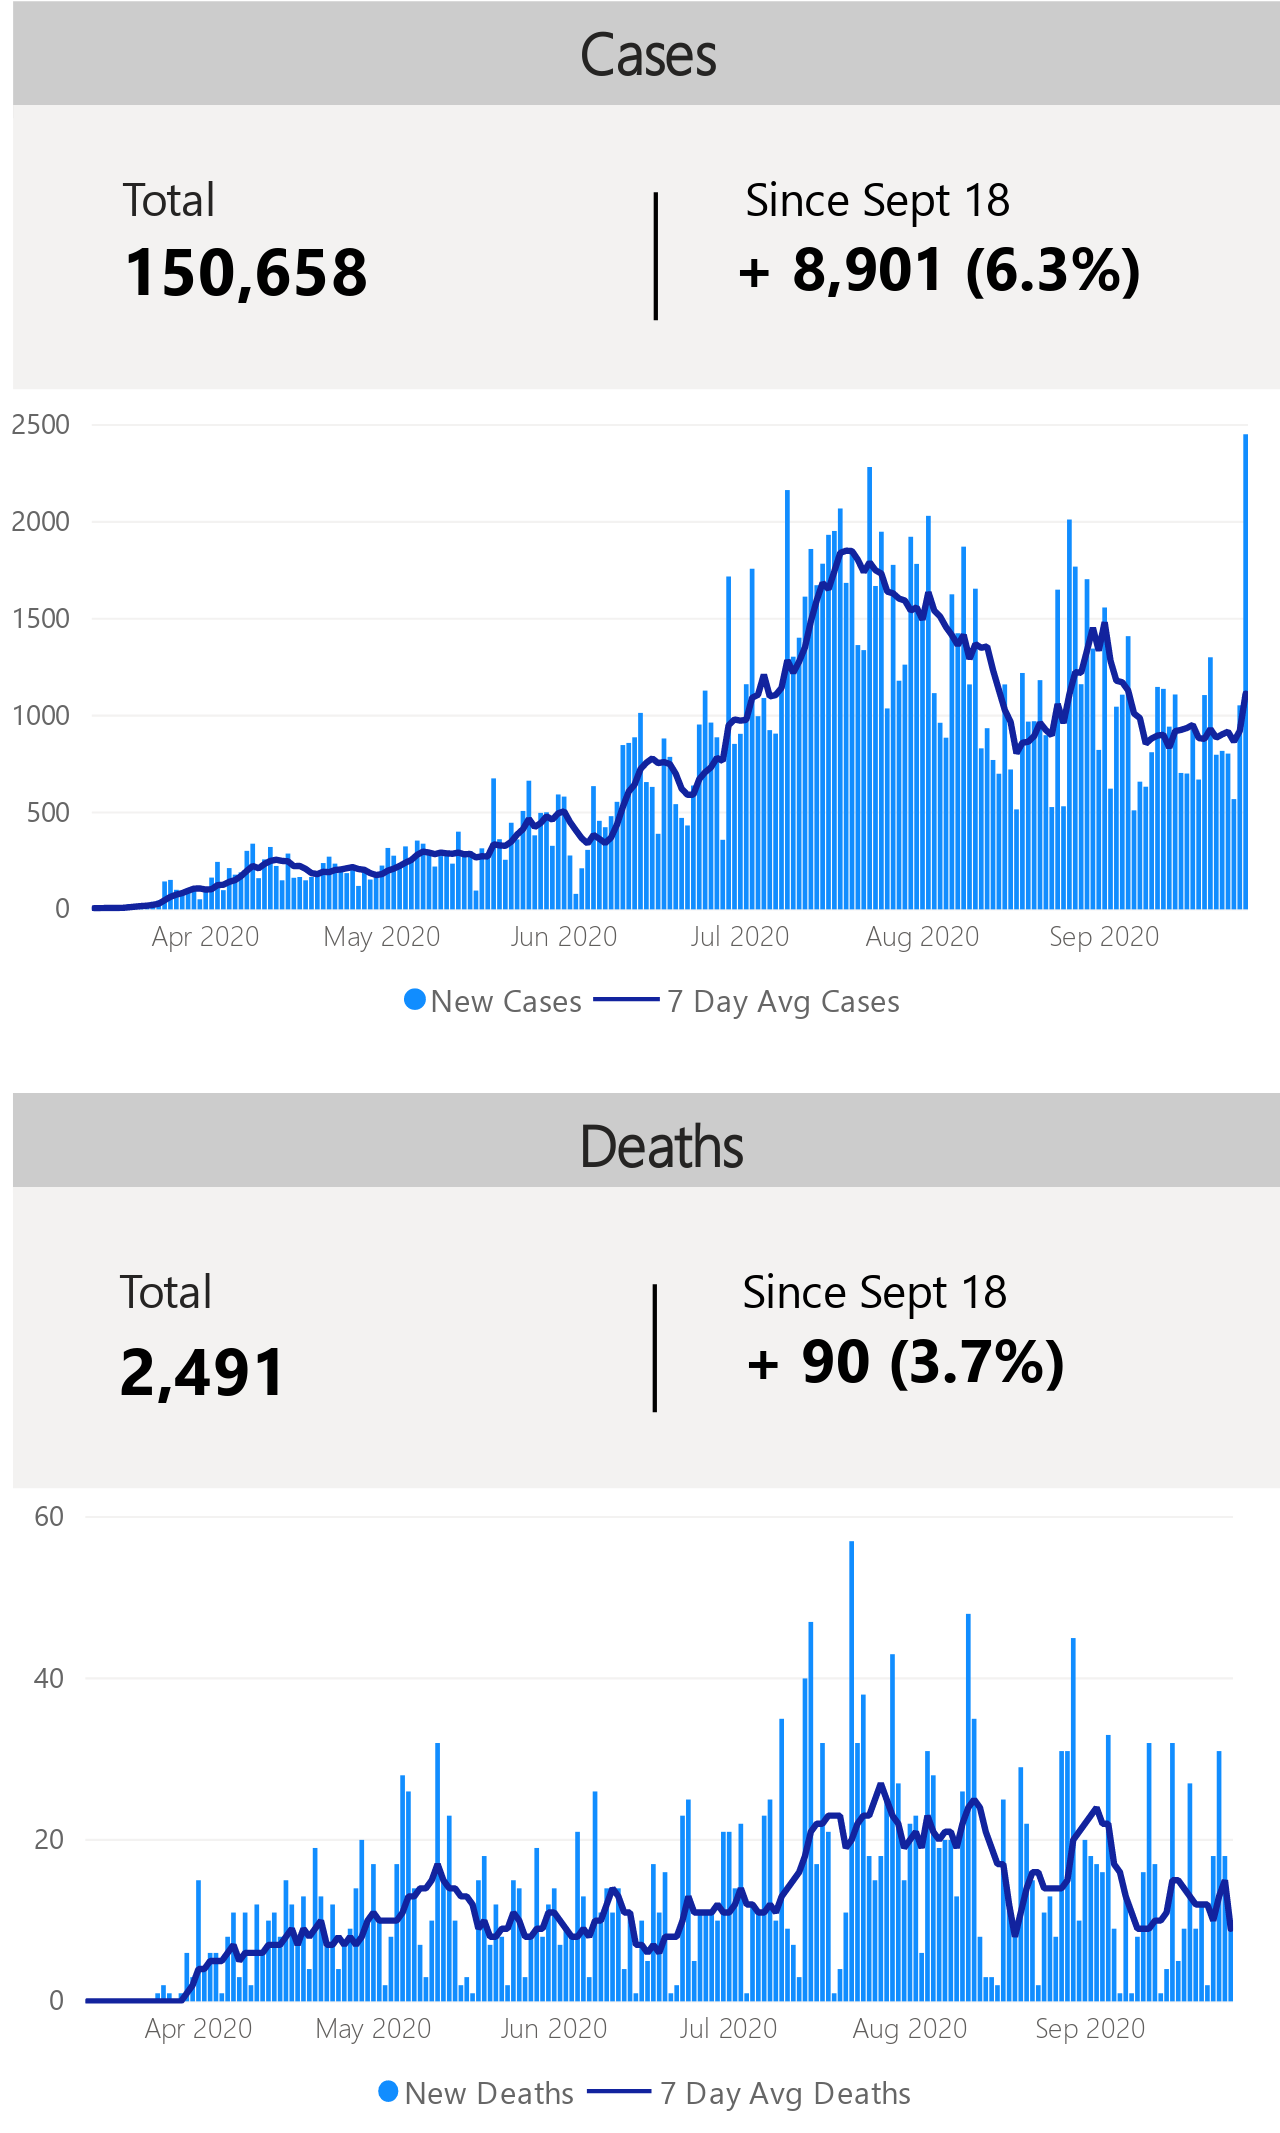 Cases
Total
Since Sept 18
150,658
+ 8,901 (6.3%)
2500
2000
1500
1000
500
0
Apr 2020 May 2020 Jun 2020 Jul 2020 Aug 2020 Sep 2020
New Cases 7 Day Avg Cases
Deaths
Total
Since Sept 18
2,491
+ 90 (3.7%)
60
40
20
0
Apr 2020 May 2020 Jun 2020 Jul 2020 Aug 2020 Sep 2020
New Deaths 7 Day Avg Deaths